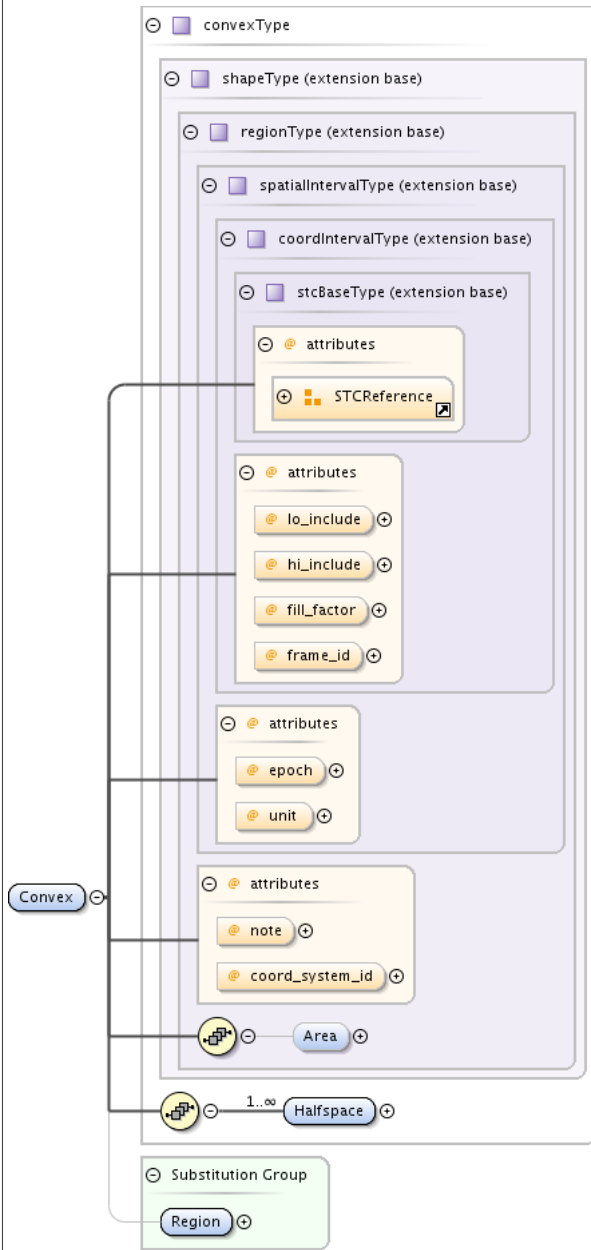 convexType
shapeType (extension base)
regionType (extension base)
spatialIntervalType (extension base)
coordIntervalType (extension base)
stcBaseType (extension base)
@ attributes
STCReference
@ attributes
@ lo_include
@ hi_include
@ fill_factor
@ frame_id
@ attributes
@ epoch
@ unit
@ attributes
@ note
@ coord_system_id
Convex
Area
1..∞
Halfspace
Substitution Group
Region